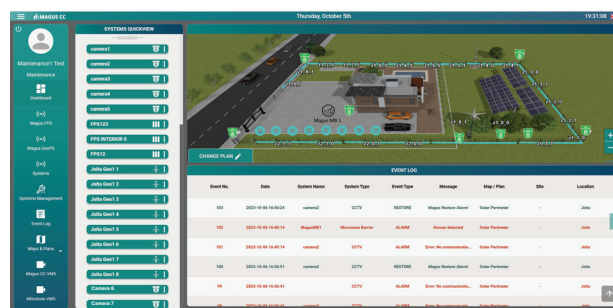 MAGUS CC
Thursday, October 5th
19:31:08
Maintenance1 Test
Maintenance
Dashboard
Magus FPS
Magus GeoPS
Systems
Systems Management
Event Log
Maps & Plans
Magus CC VMS
Milestone VMS
SYSTEMS QUICKVIEW
camera1
camera2
camera3
camera4
camera5
FPS123
FPS INTERIOR G
FPS12
Jolta Geo1 1
Jolta Geo1 2
Jolta Geo1 3
Jolta Geo1 4
Jolta Geo1 5
Jolta Geo1 6
Jolta Geo1 7
Jolta Geo1 8
Camera 6
Camera 7
Magus MB 1
CHANGE PLAN
EVENT LOG
Event No. Date System Name System Type Event Type Message Map / Plan Site Location
103 2023-10-06 16:40:24 camera2 CCTV RESTORE Magus Restore Alarm! Outer Perimeter - Jolta
102 2023-10-06 16:40:14 MagusMB1 Microwave Barrier ALARM Human detected Outer Perimeter - Jolta
101 2023-10-06 16:40:14 camera2 CCTV ALARM Error: No communicatio... Outer Perimeter - Jolta
100 2023-10-06 16:36:51 camera2 CCTV RESTORE Magus Restore Alarm! Outer Perimeter - Jolta
99 2023-10-06 16:36:41 camera2 CCTV ALARM Error: No communicatio... Outer Perimeter - Jolta